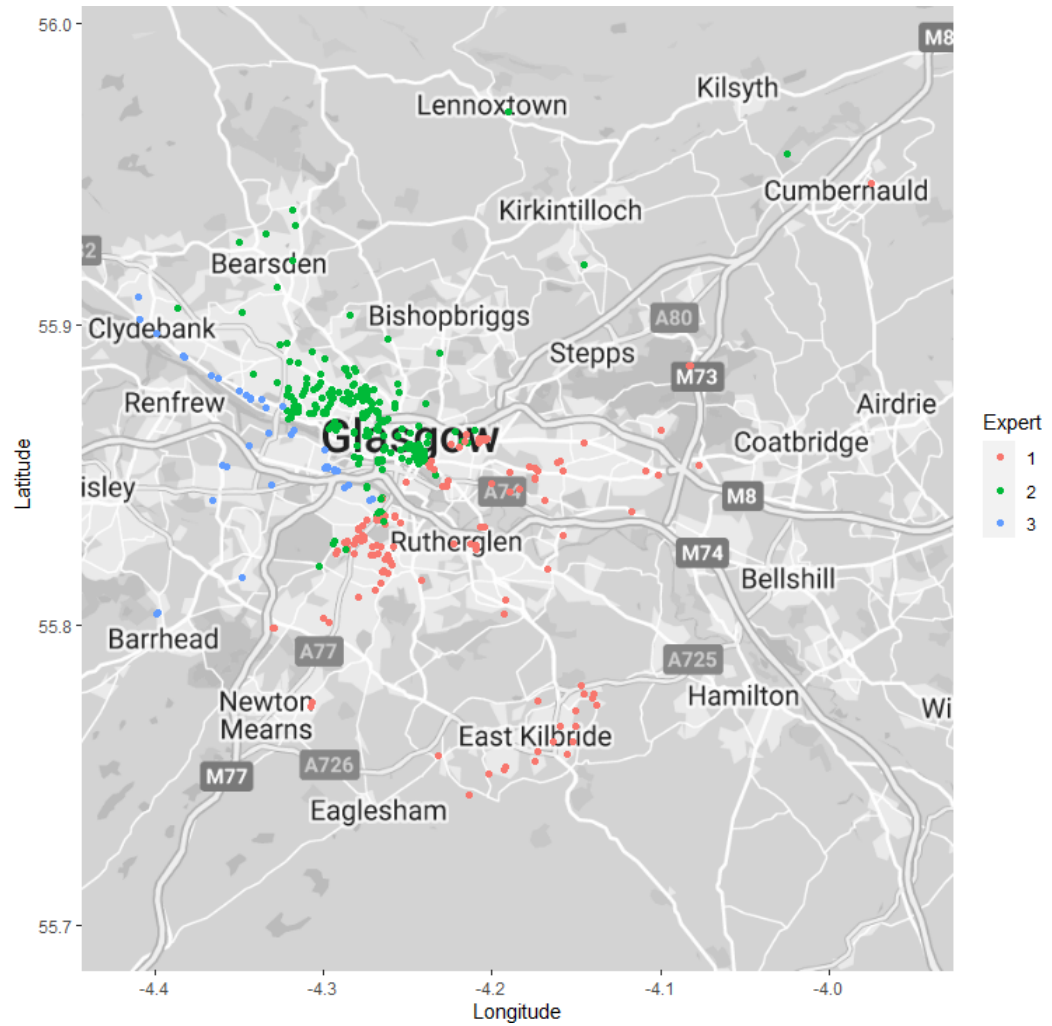 56.0
M8
Kilsyth
Lennoxtown
Cumbernauld
Kirkintilloch
Bearsden
55.9
Clydebank
Bishopbriggs
A80
Stepps
M73
Renfrew
Airdrie
Glasgow
Coatbridge
Latitude
isley
M8
Rutherglen
M74
Bellshill
55.8
Barrhead
A77
A725
Newton
Mearns
Hamilton
Wi
East Kilbride
M77
A726
Eaglesham
55.7
-4.4
-4.3
-4.2
-4.1
-4.0
Longitude
Expert
1
2
3